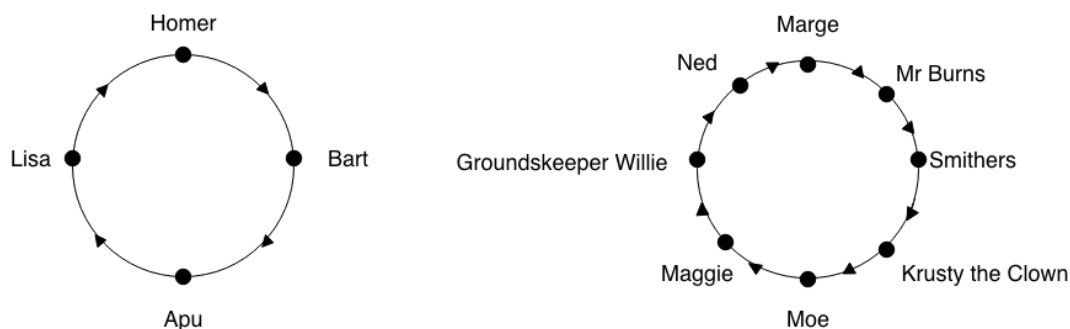 Homer
Lisa
Bart
Apu
Marge
Ned
Mr Burns
Groundskeeper Willie
Smithers
Maggie
Krusty the Clown
Moe